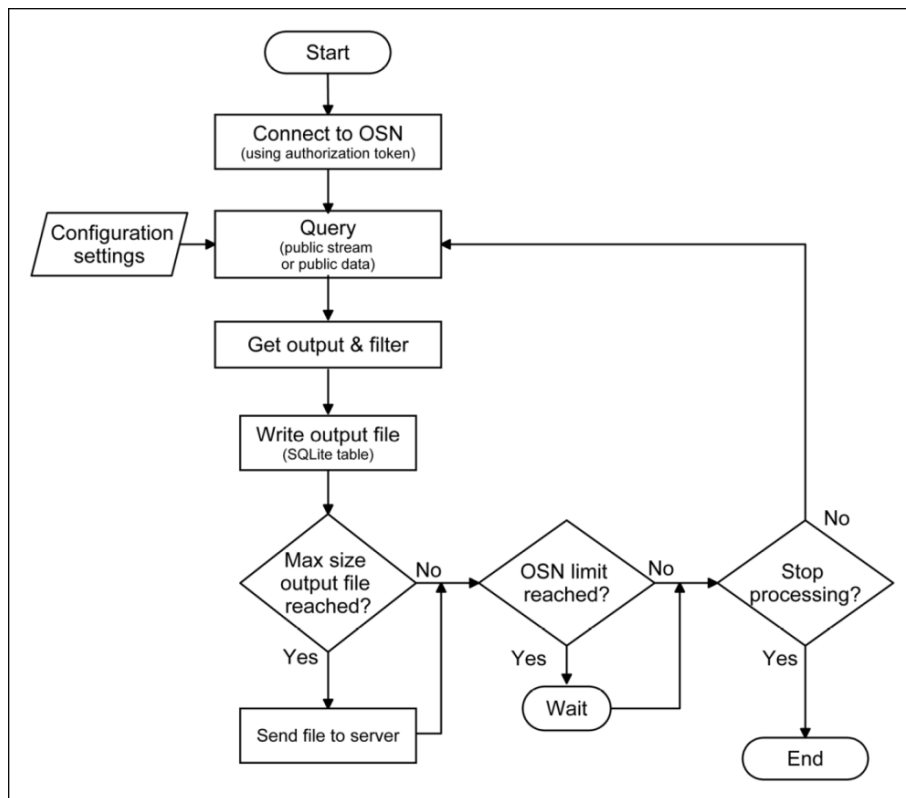 Start
Connect to OSN
(using authorization token)
Configuration
settings
Query
(public stream
or public data)
Get output & filter
Write output file
(SQLite table)
Max size
output file
reached?
No
Yes
Send file to server
OSN limit
reached?
No
Yes
Wait
Stop
processing?
No
Yes
End